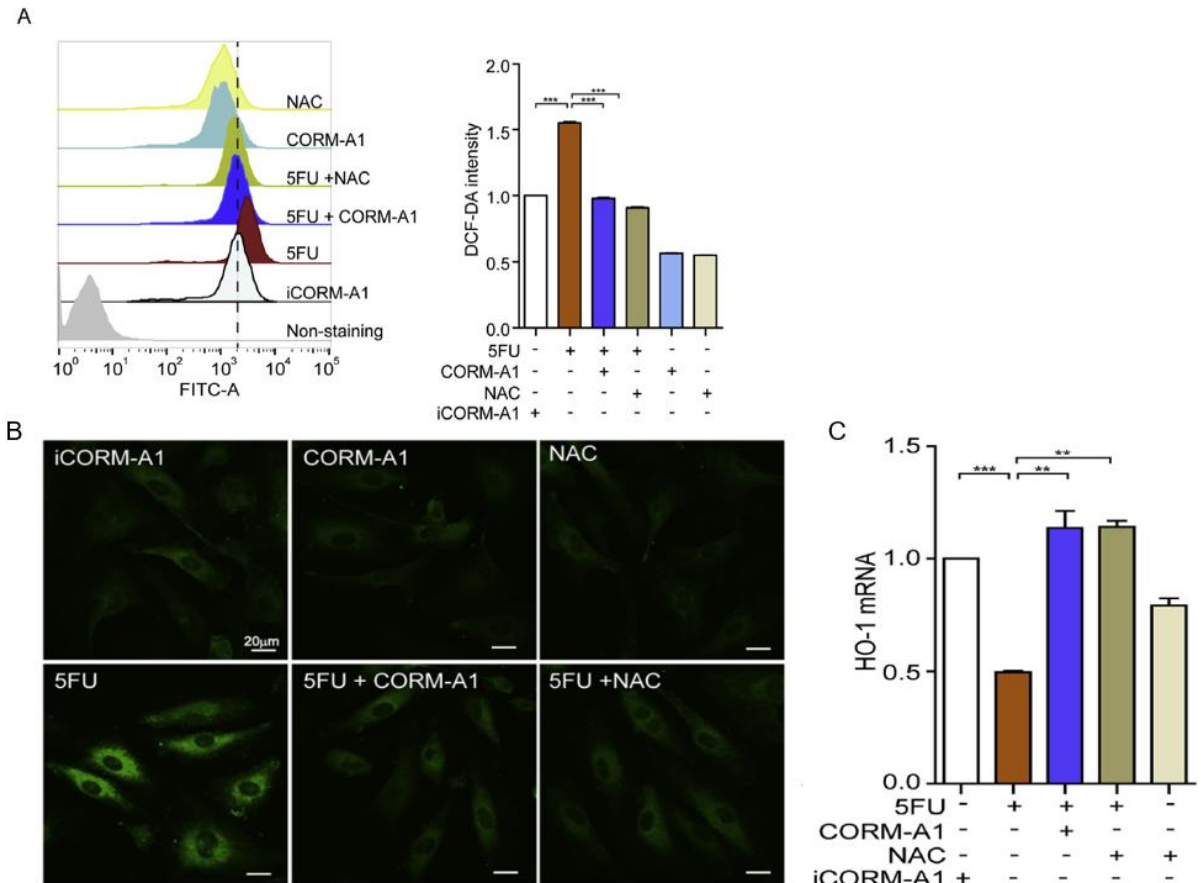 A
NAC
CORM-A1
5FU +NAC
5FU + CORM-A1
5FU
iCORM-A1
Non-staining
10^0 10^1 10^2 10^3 10^4 10^5
FITC-A
DCF-DA intensity
2.0
1.5
1.0
0.5
0.0
*** *** ***
5FU - + + + - -
CORM-A1 - - + - + -
NAC - - - + - +
iCORM-A1 + - - - - -
B
iCORM-A1
20µm
CORM-A1
NAC
5FU
5FU + CORM-A1
5FU +NAC
C
HO-1 mRNA
1.5
1.0
0.5
0.0
*** ** **
5FU - + + + -
CORM-A1 - - + - -
NAC - - - + +
iCORM-A1 + - - - -